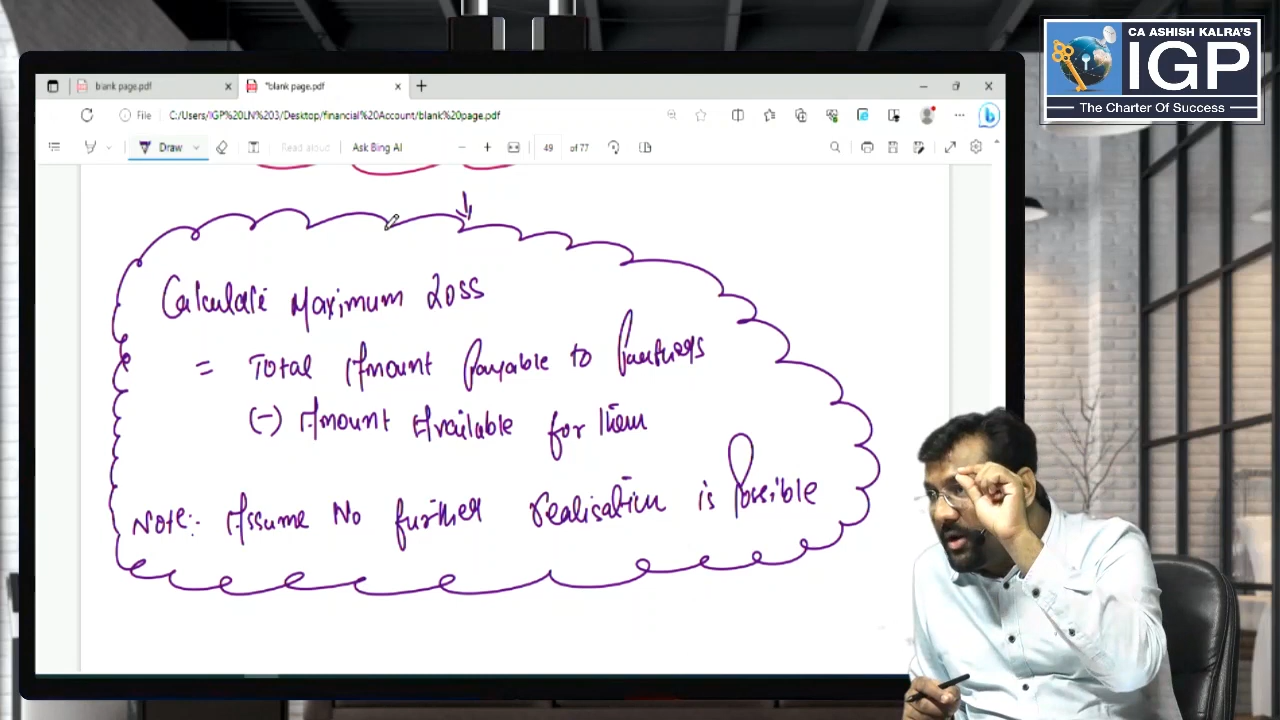 CA ASHISH KALRA'S
IGP
The Charter Of Success
blank page.pdf
*blank page.pdf
File
C:/Users/IGP%20LN%203/Desktop/financial%20Account/blank%20page.pdf
Draw
Read aloud
Ask Bing AI
49 of 77
Calculate Maximum Loss
= Total Amount Payable to Partners
(-) Amount Available for them
Note:- Assume No further realisation is Possible